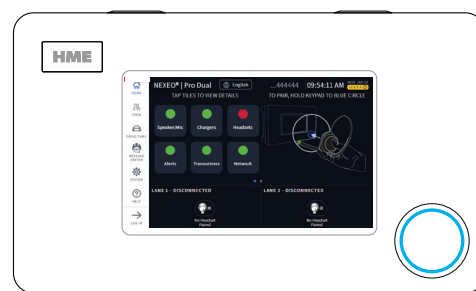 HME
NEXEO® | Pro Dual
English
...444444
09:54:11 AM
TAP TILES TO VIEW DETAILS
TO PAIR, HOLD KEYPAD TO BLUE CIRCLE
HOME
Speaker/Mic
Chargers
Headsets
DRIVE-THRU
MESSAGE
CENTER
Alerts
Transceivers
Network
SYSTEM
HELP
LANE 1 - DISCONNECTED
LANE 1 - DISCONNECTED
No Headset
Paired
No Headset
Paired
LOG IN